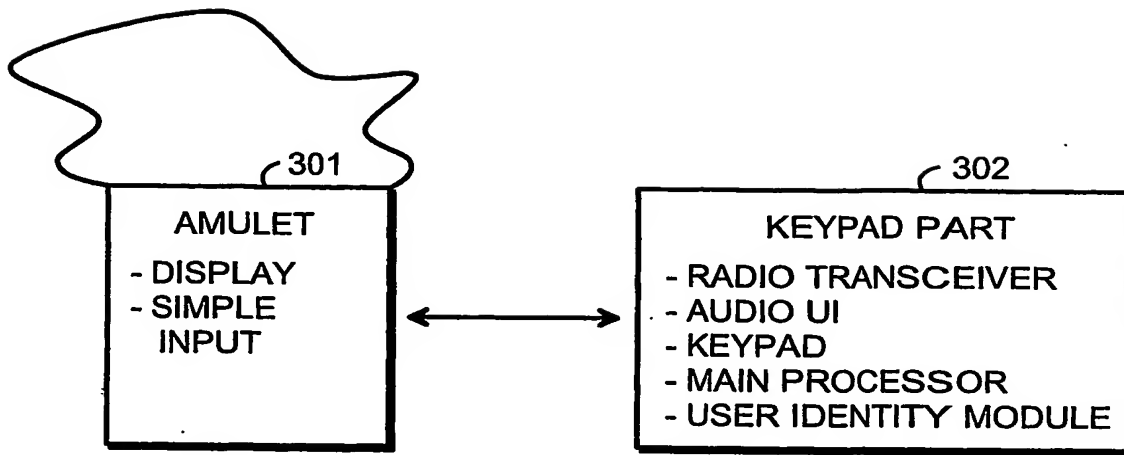 301
AMULET
- DISPLAY
- SIMPLE
INPUT
302
KEYPAD PART
- RADIO TRANSCEIVER
- AUDIO UI
- KEYPAD
- MAIN PROCESSOR
- USER IDENTITY MODULE